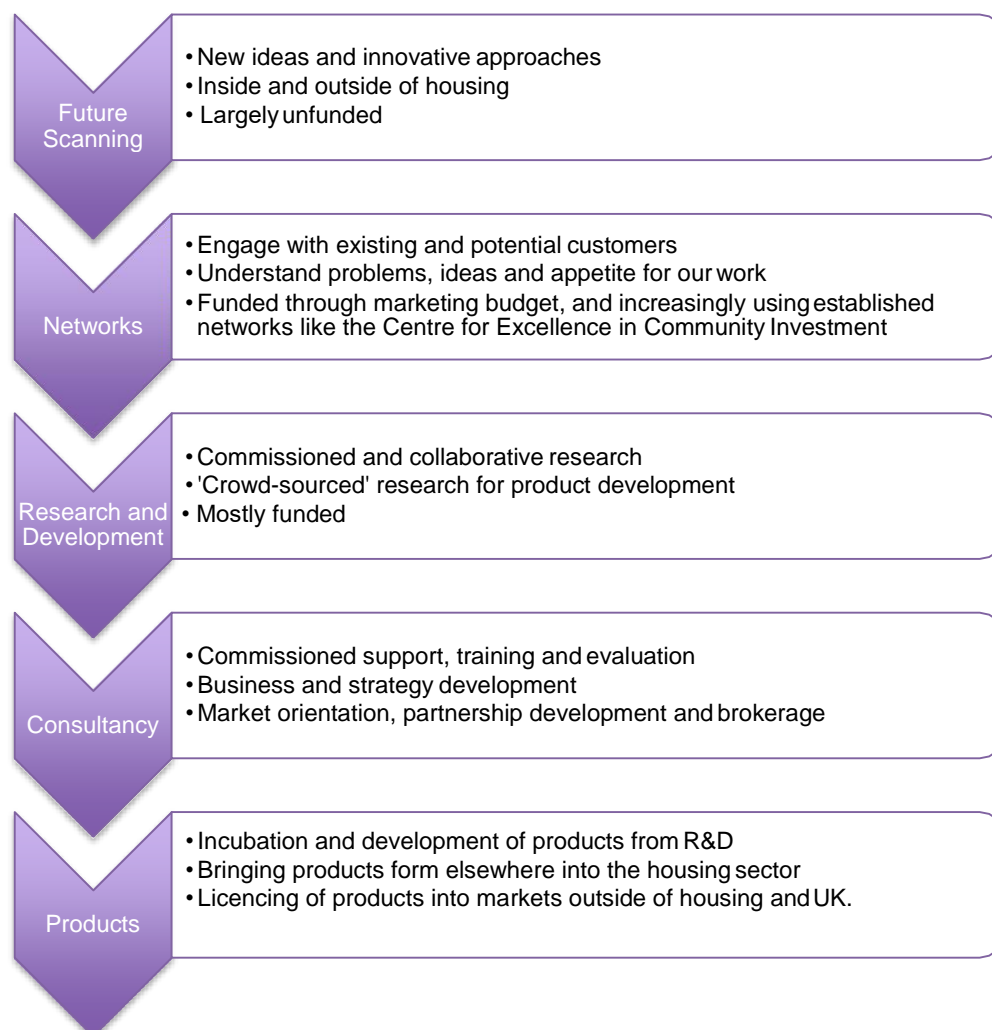 Future
Scanning
• New ideas and innovative approaches
• Inside and outside of housing
• Largely unfunded
Networks
• Engage with existing and potential customers
• Understand problems, ideas and appetite for our work
• Funded through marketing budget, and increasingly using established
networks like the Centre for Excellence in Community Investment
Research and
Development
• Commissioned and collaborative research
• 'Crowd-sourced' research for product development
• Mostly funded
Consultancy
• Commissioned support, training and evaluation
• Business and strategy development
• Market orientation, partnership development and brokerage
Products
• Incubation and development of products from R&D
• Bringing products form elsewhere into the housing sector
• Licencing of products into markets outside of housing and UK.